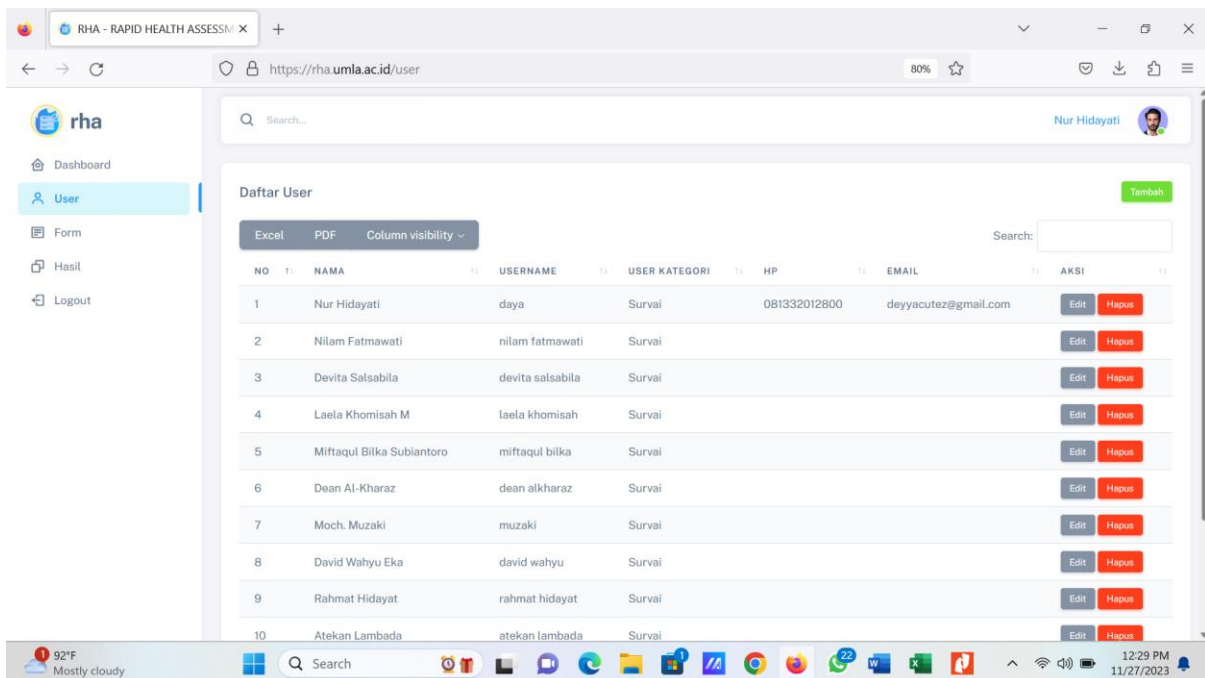 RHA - RAPID HEALTH ASSESSM
https://rha.umla.ac.id/user
80%
rha
Search...
Nur Hidayati
Dashboard
User
Form
Hasil
Logout
Daftar User
Tambah
Excel PDF Column visibility
Search:
NO NAMA USERNAME USER KATEGORI HP EMAIL AKSI
1 Nur Hidayati daya Survai 081332012800 deyyacutez@gmail.com Edit Hapus
2 Nilam Fatmawati nilam fatmawati Survai Edit Hapus
3 Devita Salsabila devita salsabila Survai Edit Hapus
4 Laela Khomisah M laela khomisah Survai Edit Hapus
5 Miftaqul Bilka Subiantoro miftaqul bilka Survai Edit Hapus
6 Dean Al-Kharaz dean alkharaz Survai Edit Hapus
7 Moch. Muzaki muzaki Survai Edit Hapus
8 David Wahyu Eka david wahyu Survai Edit Hapus
9 Rahmat Hidayat rahmat hidayat Survai Edit Hapus
10 Atekan Lambada atekan lambada Survai Edit Hapus
1
92°F
Mostly cloudy
Search
1
22
12:29 PM
11/27/2023